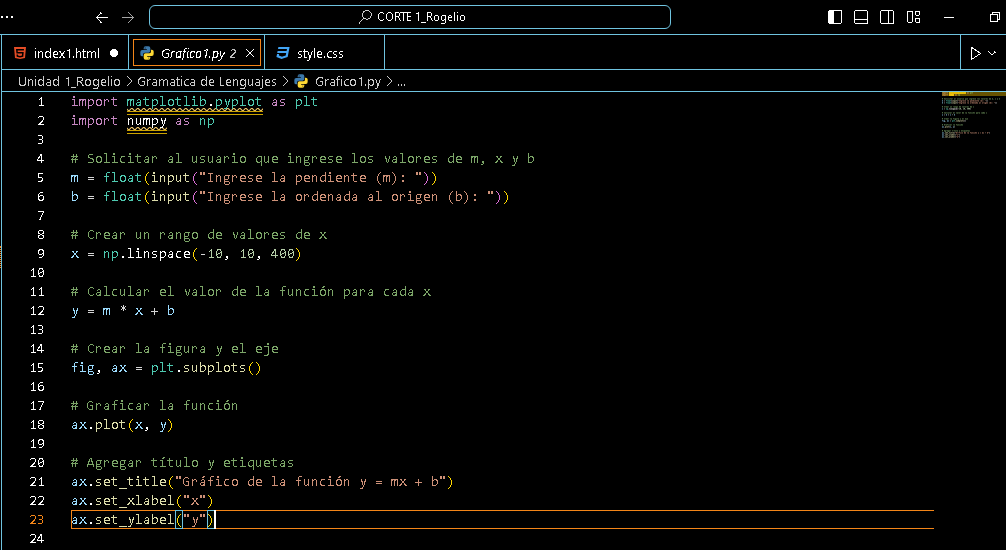 CORTE 1_Rogelio
index1.html
Grafico1.py 2
style.css
Unidad 1_Rogelio > Gramatica de Lenguajes > Grafico1.py > ...
1 import matplotlib.pyplot as plt
2 import numpy as np
3
4 # Solicitar al usuario que ingrese los valores de m, x y b
5 m = float(input("Ingrese la pendiente (m): "))
6 b = float(input("Ingrese la ordenada al origen (b): "))
7
8 # Crear un rango de valores de x
9 x = np.linspace(-10, 10, 400)
10
11 # Calcular el valor de la función para cada x
12 y = m * x + b
13
14 # Crear la figura y el eje
15 fig, ax = plt.subplots()
16
17 # Graficar la función
18 ax.plot(x, y)
19
20 # Agregar título y etiquetas
21 ax.set_title("Gráfico de la función y = mx + b")
22 ax.set_xlabel("x")
23 ax.set_ylabel("y")
24